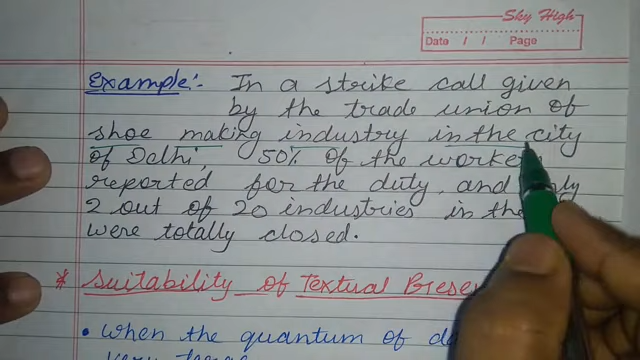 Sky High
Date / / Page
Example:- In a strike call given
by the trade union of
shoe making industry in the city
of Delhi, 50% of the workers
reported for the duty, and
2 out of 20 industries in the
were totally closed.
* Suitability of Textual
• When the quantum of
very